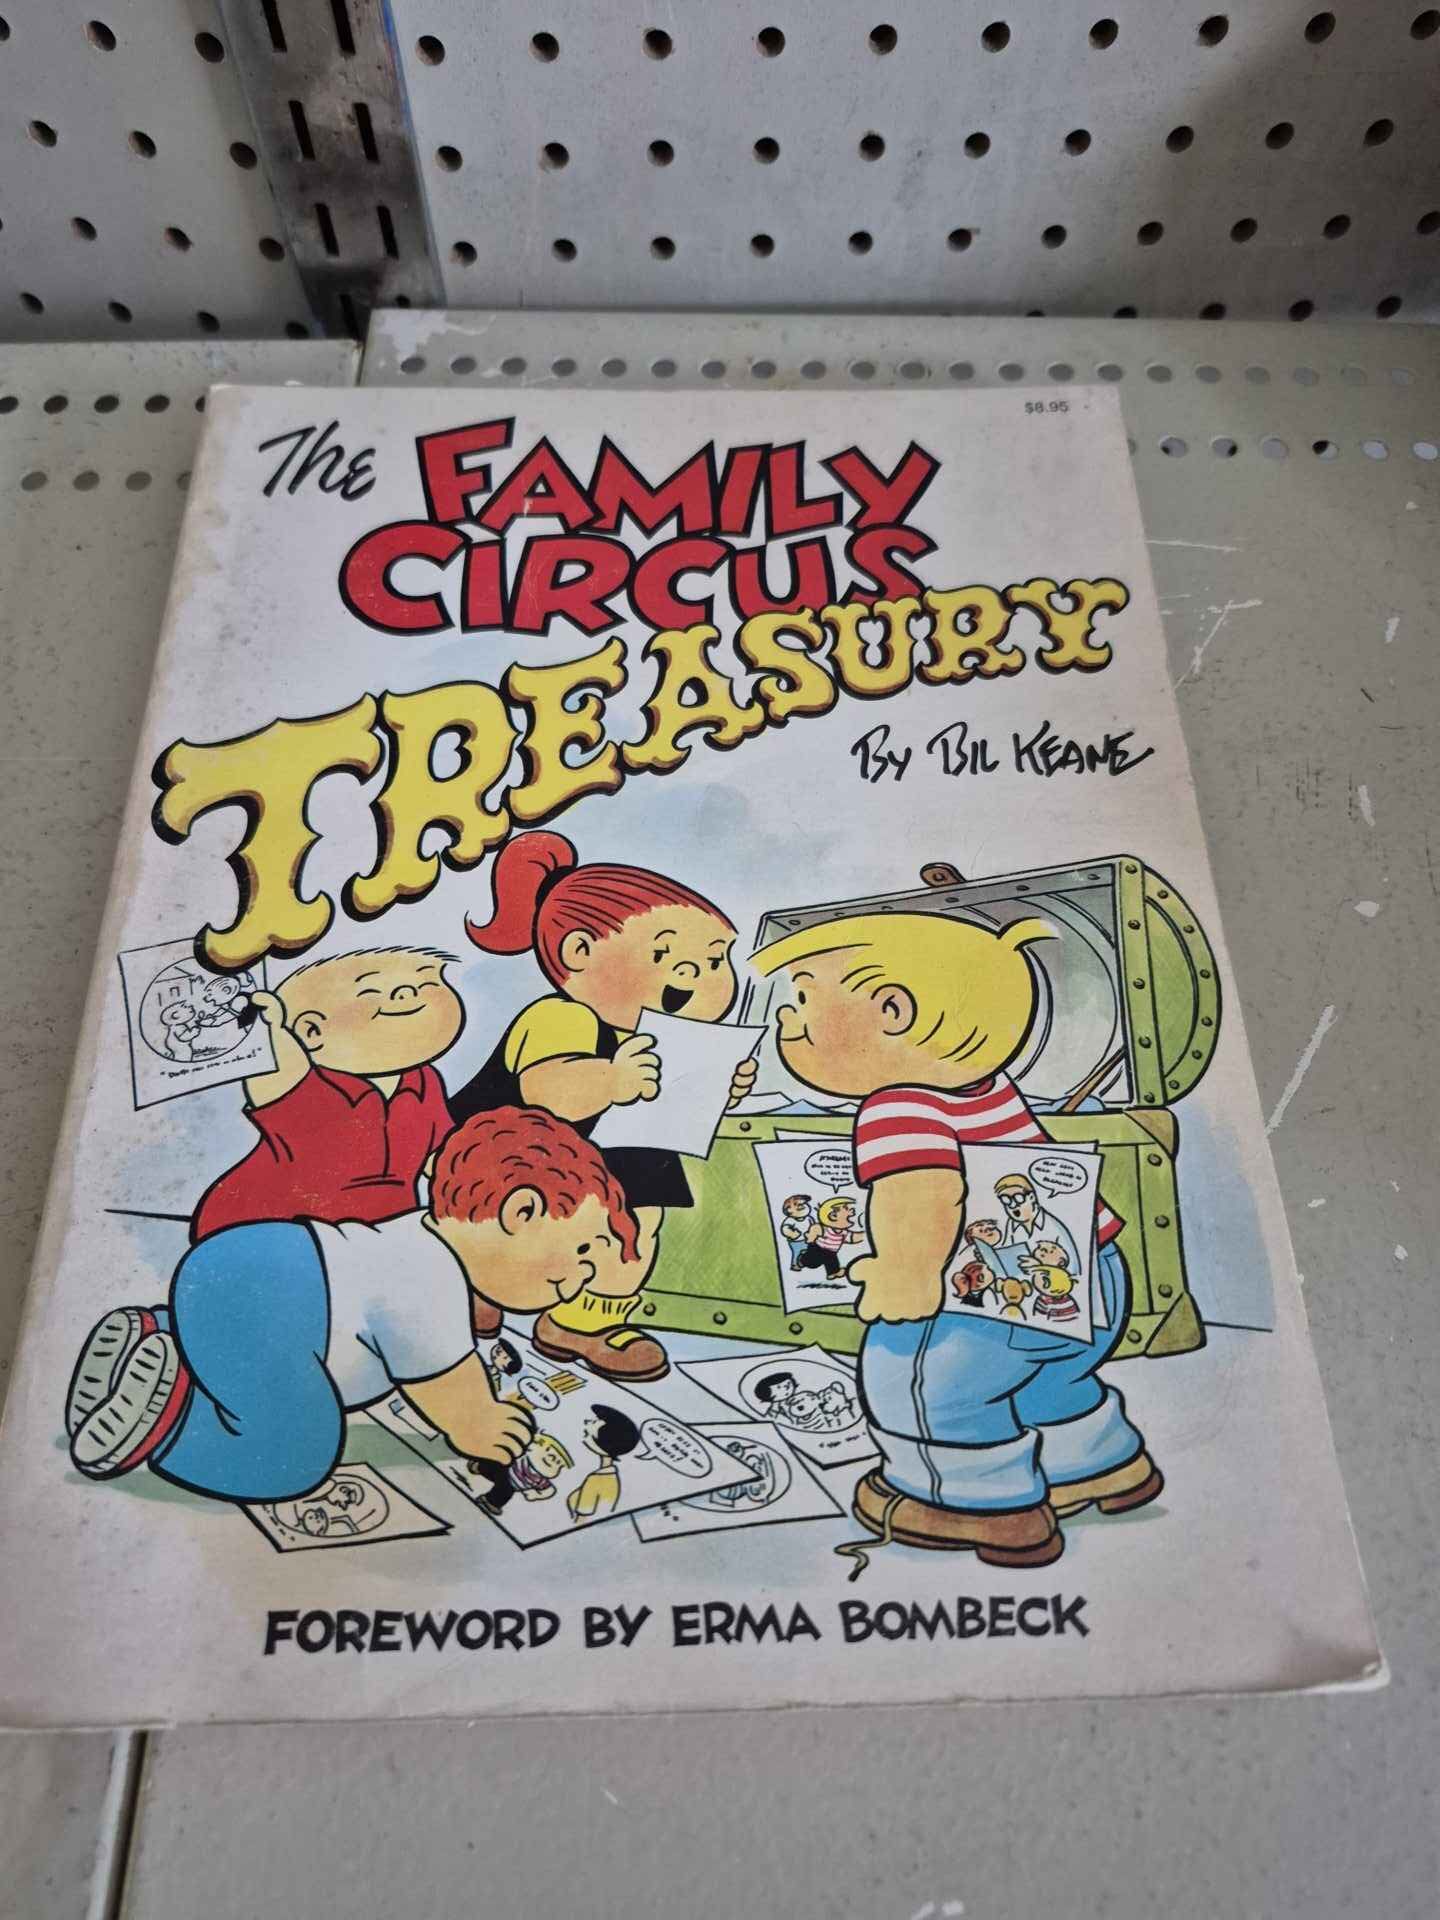 $8.95
The FAMILY
CIRCUS
TREASURY
By BIL KEANE
FOREWORD BY ERMA BOMBECK